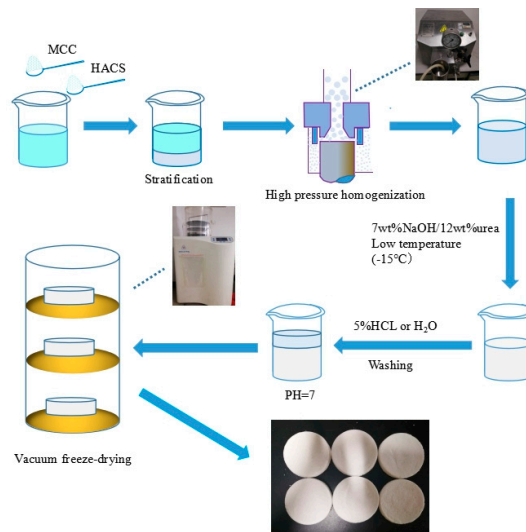 MCC
HACS
Stratification
High pressure homogenization
7wt%NaOH/12wt%urea
Low temperature
(-15℃)
5%HCL or H₂O
Washing
PH=7
Vacuum freeze-drying